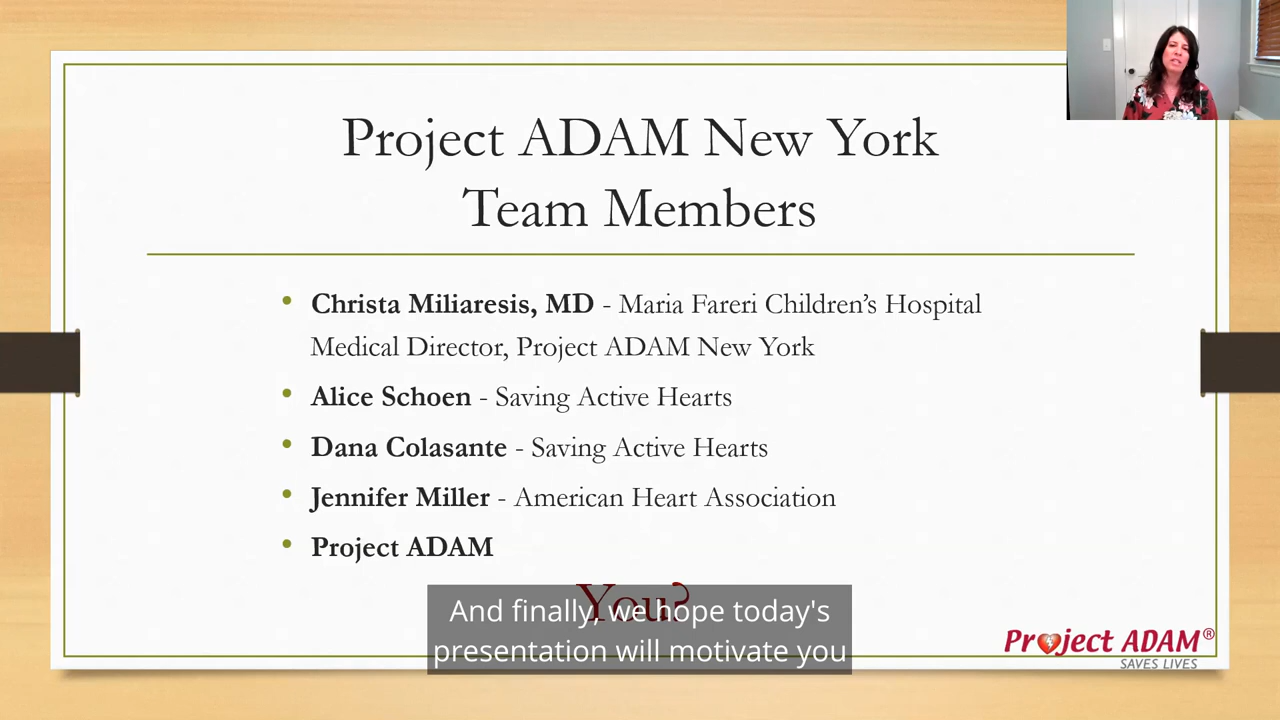 Project ADAM New York
Team Members
• Christa Miliaresis, MD - Maria Fareri Children’s Hospital
Medical Director, Project ADAM New York
• Alice Schoen - Saving Active Hearts
• Dana Colasante - Saving Active Hearts
• Jennifer Miller - American Heart Association
• Project ADAM
You?
And finally, we hope today's
presentation will motivate you
Project ADAM®
SAVES LIVES